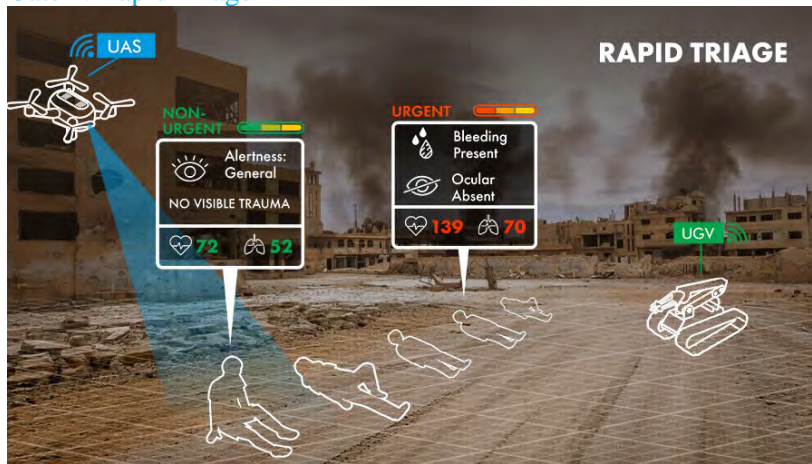 UAS
RAPID TRIAGE
NON-
URGENT
Alertness:
General
NO VISIBLE TRAUMA
72
52
URGENT
Bleeding
Present
Ocular
Absent
139
70
UGV